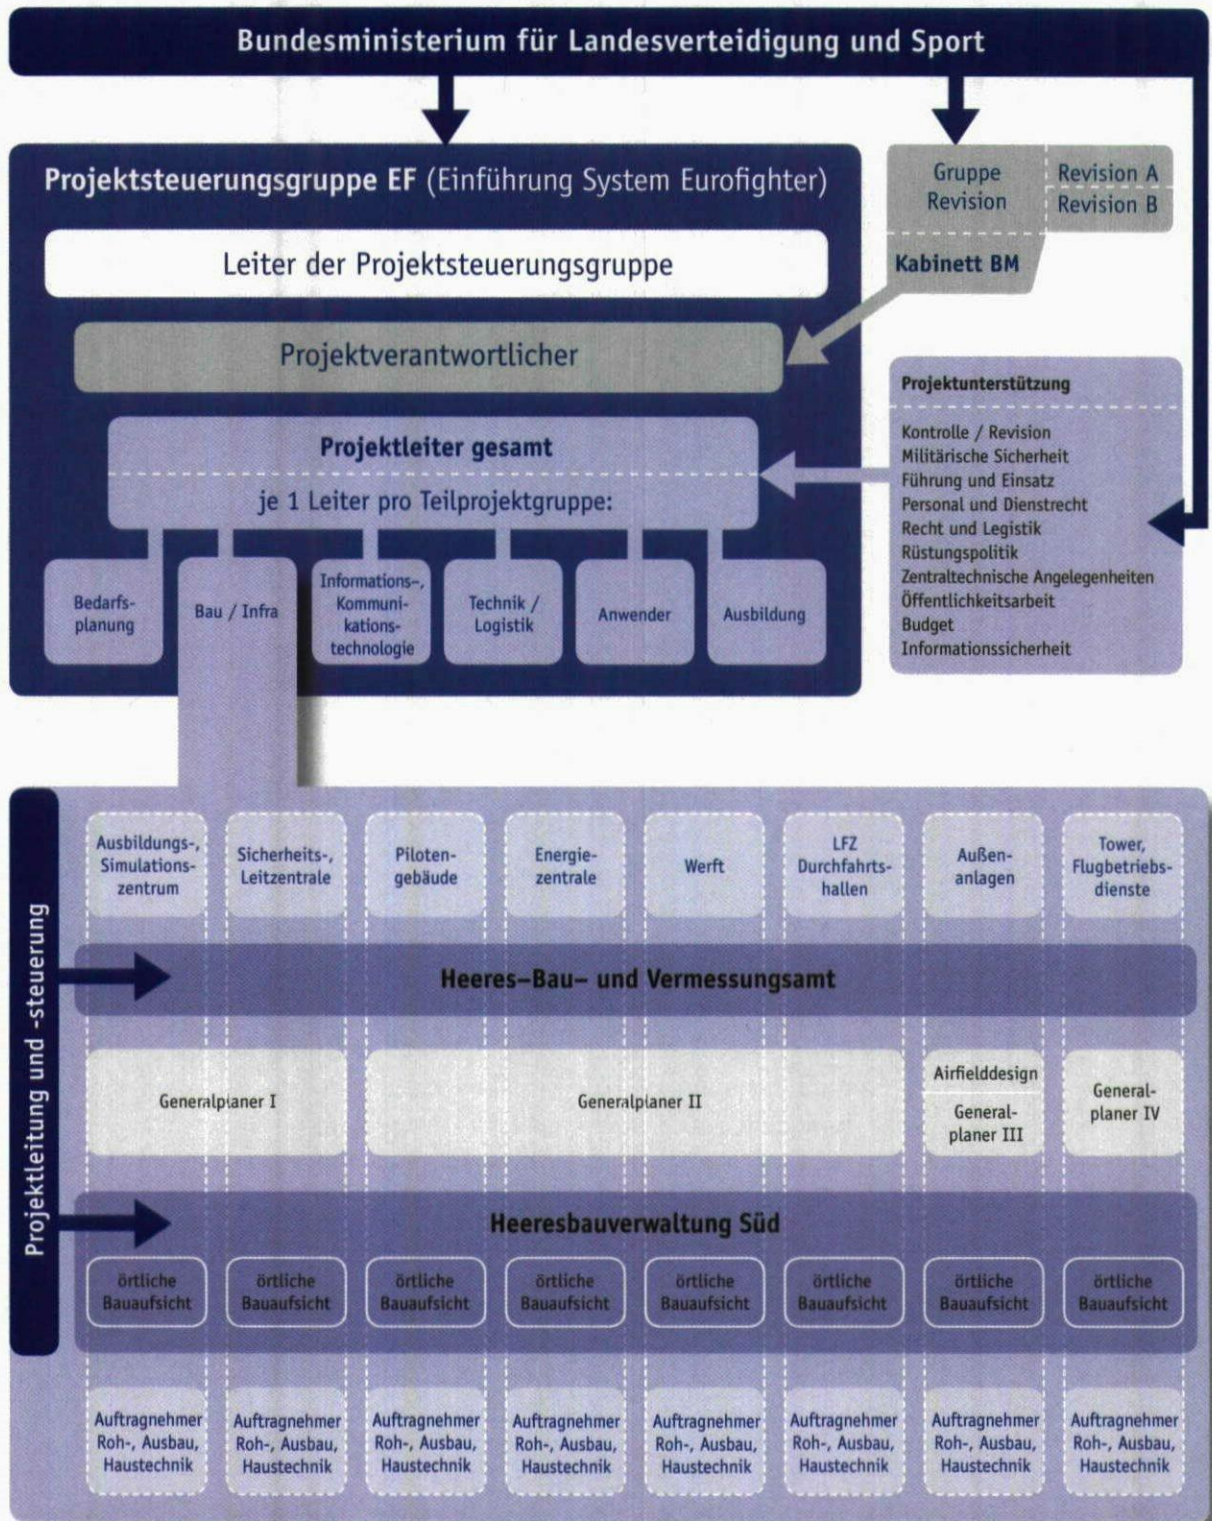 Bundesministerium für Landesverteidigung und Sport
Projektsteuerungsgruppe EF (Einführung System Eurofighter)
Leiter der Projektsteuerungsgruppe
Projektverantwortlicher
Projektleiter gesamt
je 1 Leiter pro Teilprojektgruppe:
Bedarfs-
planung
Bau / Infra
Informations-,
Kommuni-
kations-
technologie
Technik /
Logistik
Anwender
Ausbildung
Gruppe
Revision
Revision A
Revision B
Kabinett BM
Projektunterstützung
Kontrolle / Revision
Militärische Sicherheit
Führung und Einsatz
Personal und Dienstrecht
Recht und Legistik
Rüstungspolitik
Zentraltechnische Angelegenheiten
Öffentlichkeitsarbeit
Budget
Informationssicherheit
Projektleitung und -steuerung
Ausbildungs-,
Simulations-
zentrum
Sicherheits-,
Leitzentrale
Piloten-
gebäude
Energie-
zentrale
Werft
LFZ
Durchfahrts-
hallen
Außen-
anlagen
Tower,
Flugbetriebs-
dienste
Heeres-Bau- und Vermessungsamt
Generalplaner I
Generalplaner II
Airfielddesign
General-
planer III
General-
planer IV
Heeresbauverwaltung Süd
örtliche
Bauaufsicht
örtliche
Bauaufsicht
örtliche
Bauaufsicht
örtliche
Bauaufsicht
örtliche
Bauaufsicht
örtliche
Bauaufsicht
örtliche
Bauaufsicht
örtliche
Bauaufsicht
Auftragnehmer
Roh-, Ausbau,
Haustechnik
Auftragnehmer
Roh-, Ausbau,
Haustechnik
Auftragnehmer
Roh-, Ausbau,
Haustechnik
Auftragnehmer
Roh-, Ausbau,
Haustechnik
Auftragnehmer
Roh-, Ausbau,
Haustechnik
Auftragnehmer
Roh-, Ausbau,
Haustechnik
Auftragnehmer
Roh-, Ausbau,
Haustechnik
Auftragnehmer
Roh-, Ausbau,
Haustechnik